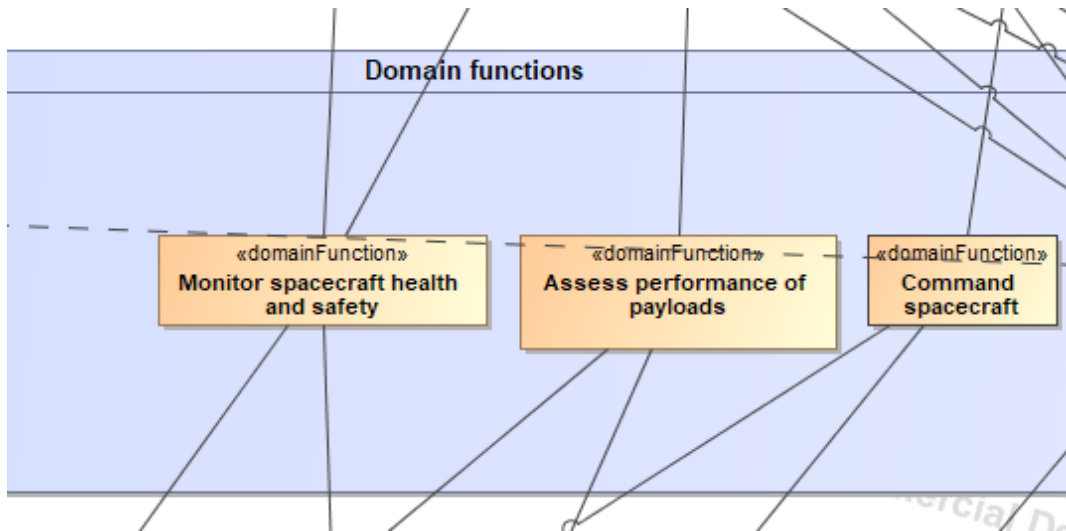 Domain functions
«domainFunction»
Monitor spacecraft health
and safety
«domainFunction»
Assess performance of
payloads
«domainFunction»
Command
spacecraft